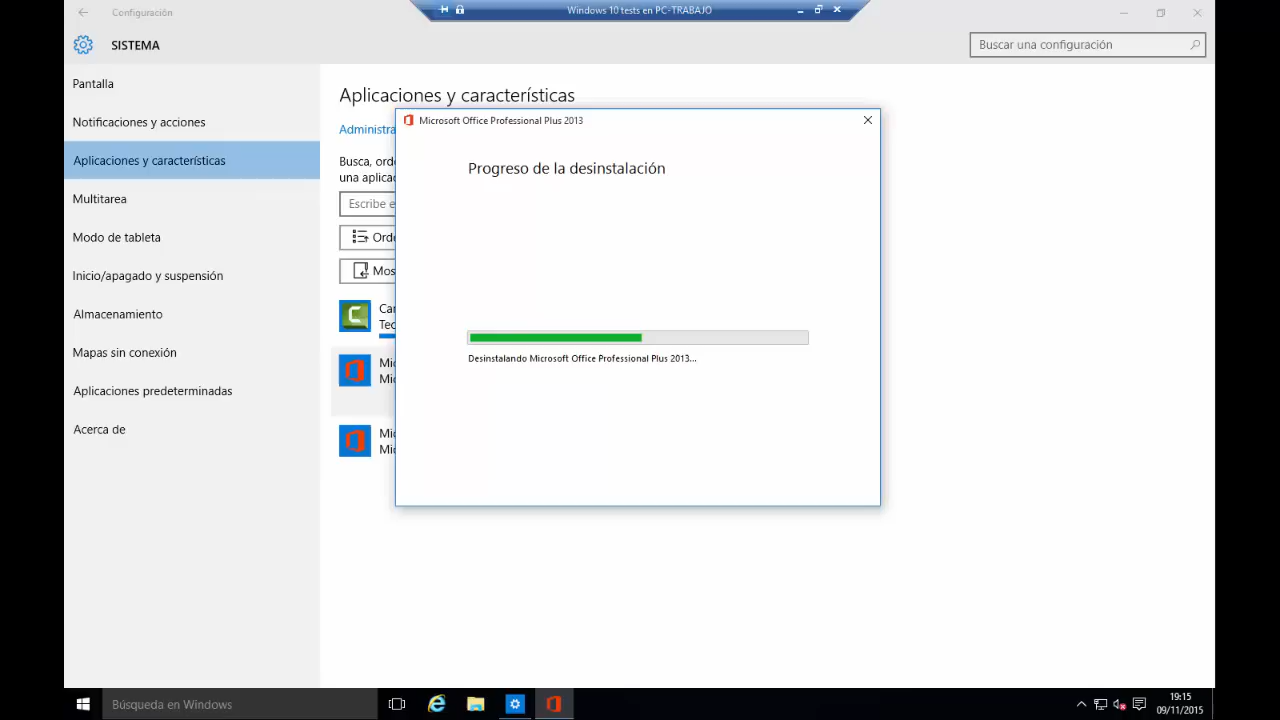 Configuración
Windows 10 tests en PC-TRABAJO
SISTEMA
Buscar una configuración
Pantalla
Notificaciones y acciones
Aplicaciones y características
Multitarea
Modo de tableta
Inicio/apagado y suspensión
Almacenamiento
Mapas sin conexión
Aplicaciones predeterminadas
Acerca de
Aplicaciones y características
Administra
Busca, orde
una aplicac
Escribe e
Orde
Mos
Cam
Tec
Mic
Mic
Mic
Mic
Microsoft Office Professional Plus 2013
Progreso de la desinstalación
Desinstalando Microsoft Office Professional Plus 2013...
Búsqueda en Windows
19:15
09/11/2015